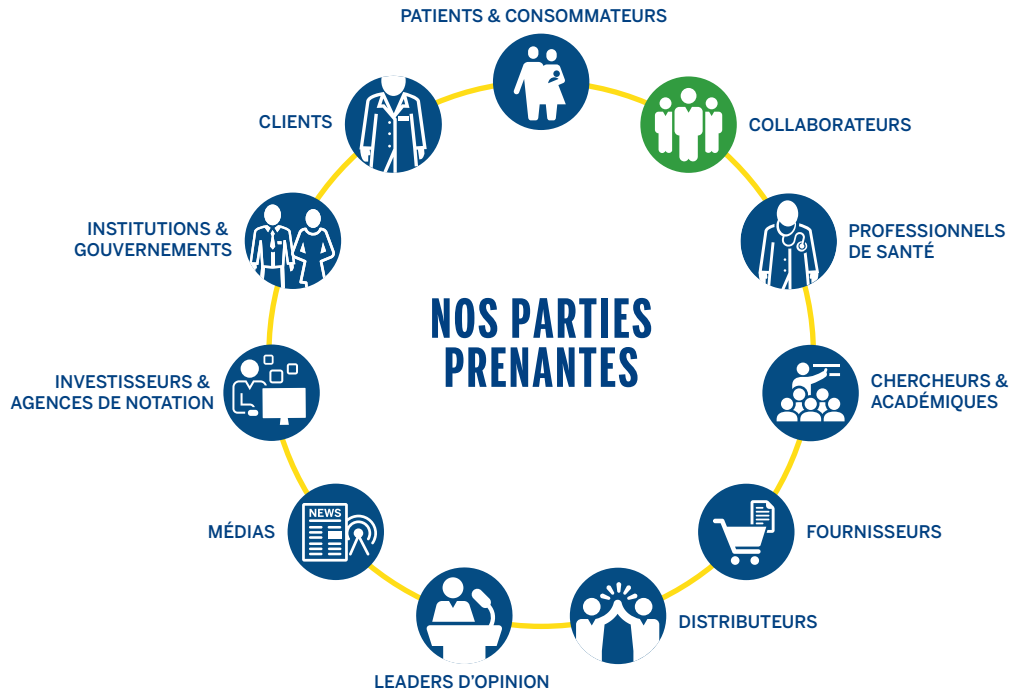 PATIENTS & CONSOMMATEURS
CLIENTS
COLLABORATEURS
INSTITUTIONS &
GOUVERNEMENTS
PROFESSIONNELS
DE SANTÉ
NOS PARTIES
PRENANTES
INVESTISSEURS &
AGENCES DE NOTATION
CHERCHEURS &
ACADÉMIQUES
NEWS
MÉDIAS
FOURNISSEURS
DISTRIBUTEURS
LEADERS D'OPINION